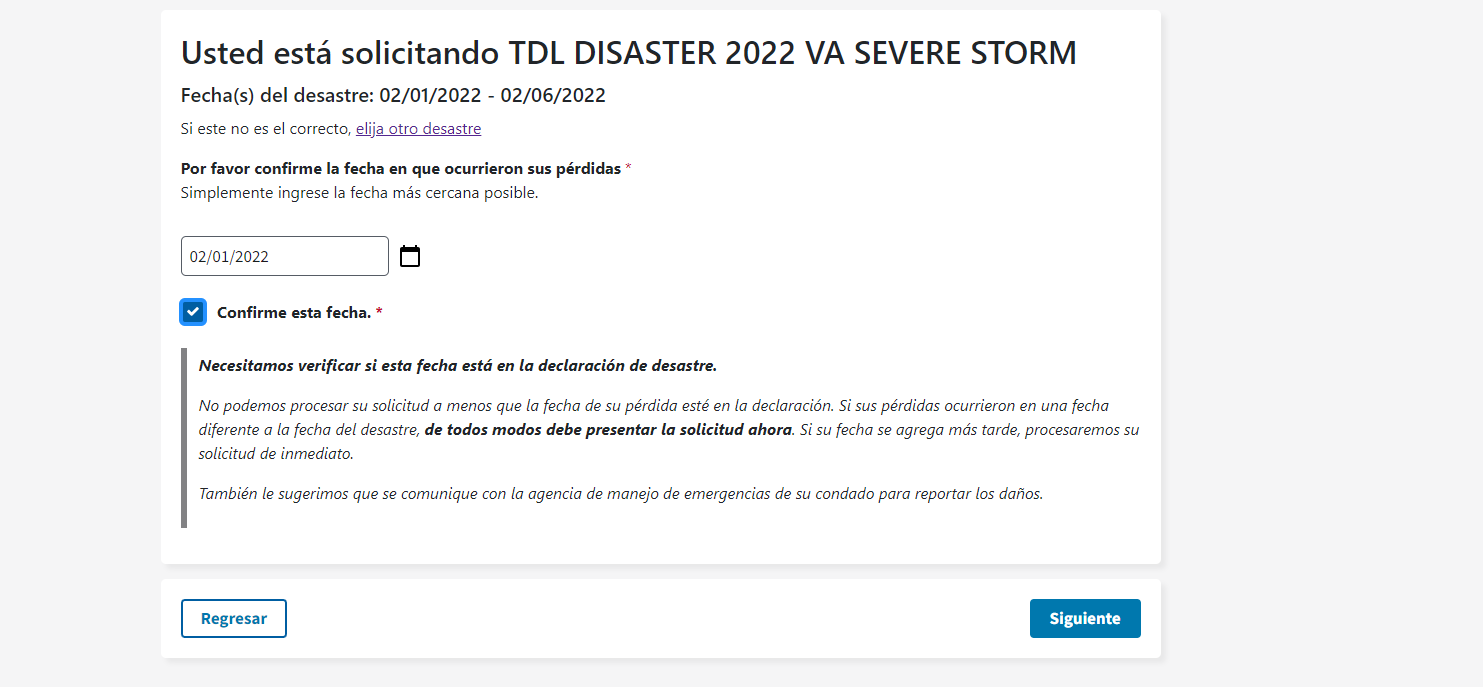 Usted está solicitando TDL DISASTER 2022 VA SEVERE STORM
Fecha(s) del desastre: 02/01/2022 - 02/06/2022
Si este no es el correcto, elija otro desastre
Por favor confirme la fecha en que ocurrieron sus pérdidas *
Simplemente ingrese la fecha más cercana posible.
02/01/2022
Confirme esta fecha. *
Necesitamos verificar si esta fecha está en la declaración de desastre.
No podemos procesar su solicitud a menos que la fecha de su pérdida esté en la declaración. Si sus pérdidas ocurrieron en una fecha
diferente a la fecha del desastre, de todos modos debe presentar la solicitud ahora. Si su fecha se agrega más tarde, procesaremos su
solicitud de inmediato.
También le sugerimos que se comunique con la agencia de manejo de emergencias de su condado para reportar los daños.
Regresar
Siguiente